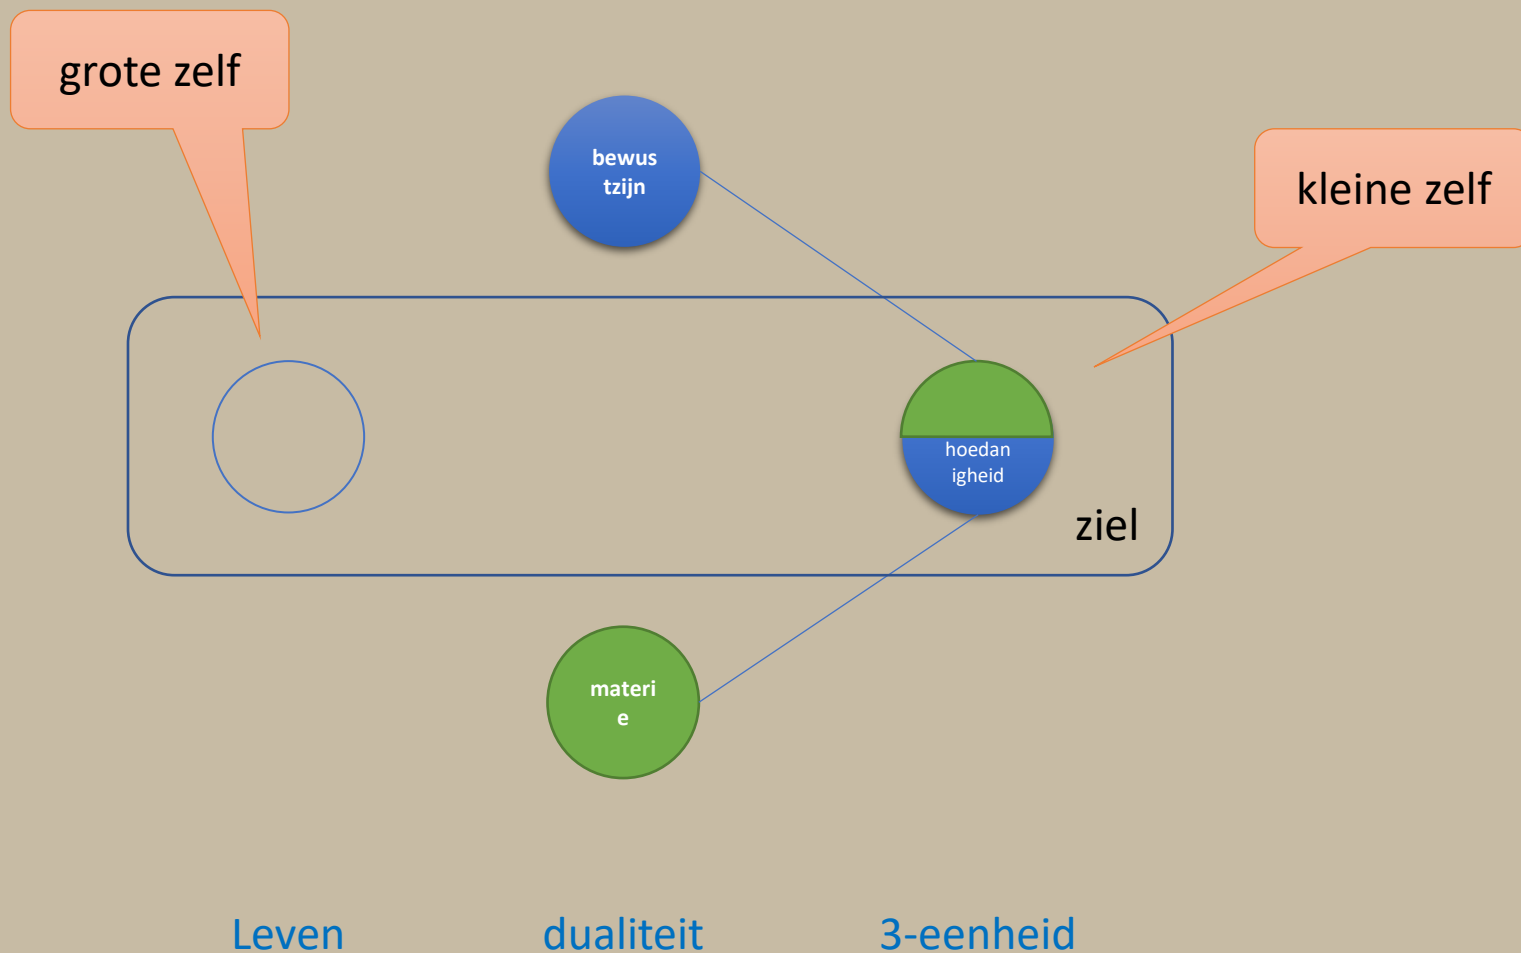 grote zelf
bewus
tzijn
kleine zelf
hoedan
igheid
ziel
materi
e
Leven
dualiteit
3-eenheid